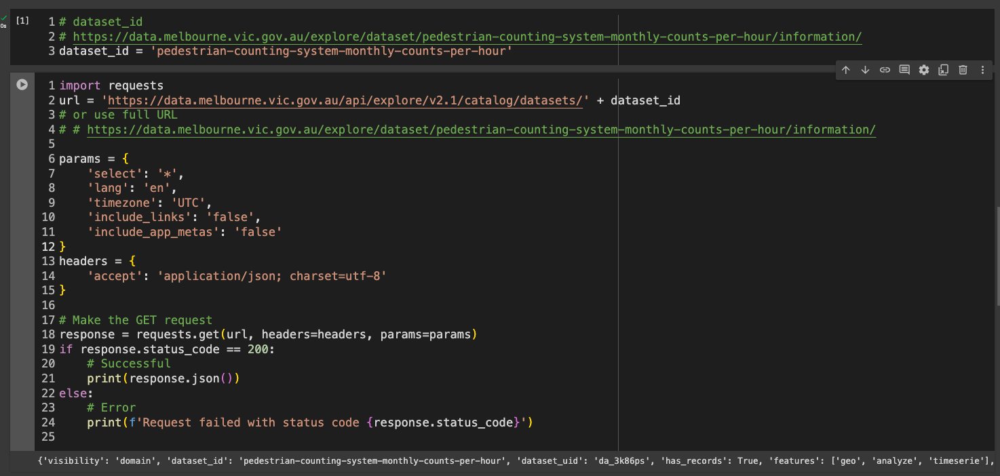 [1]
0s
1 # dataset_id
2 # https://data.melbourne.vic.gov.au/explore/dataset/pedestrian-counting-system-monthly-counts-per-hour/information/
3 dataset_id = 'pedestrian-counting-system-monthly-counts-per-hour'
1 import requests
2 url = 'https://data.melbourne.vic.gov.au/api/explore/v2.1/catalog/datasets/' + dataset_id
3 # or use full URL
4 # # https://data.melbourne.vic.gov.au/explore/dataset/pedestrian-counting-system-monthly-counts-per-hour/information/
5
6 params = {
7     'select': '*',
8     'lang': 'en',
9     'timezone': 'UTC',
10     'include_links': 'false',
11     'include_app_metas': 'false'
12 }
13 headers = {
14     'accept': 'application/json; charset=utf-8'
15 }
16
17 # Make the GET request
18 response = requests.get(url, headers=headers, params=params)
19 if response.status_code == 200:
20     # Successful
21     print(response.json())
22 else:
23     # Error
24     print(f'Request failed with status code {response.status_code}')
25
{'visibility': 'domain', 'dataset_id': 'pedestrian-counting-system-monthly-counts-per-hour', 'dataset_uid': 'da_3k86ps', 'has_records': True, 'features': ['geo', 'analyze', 'timeserie'],